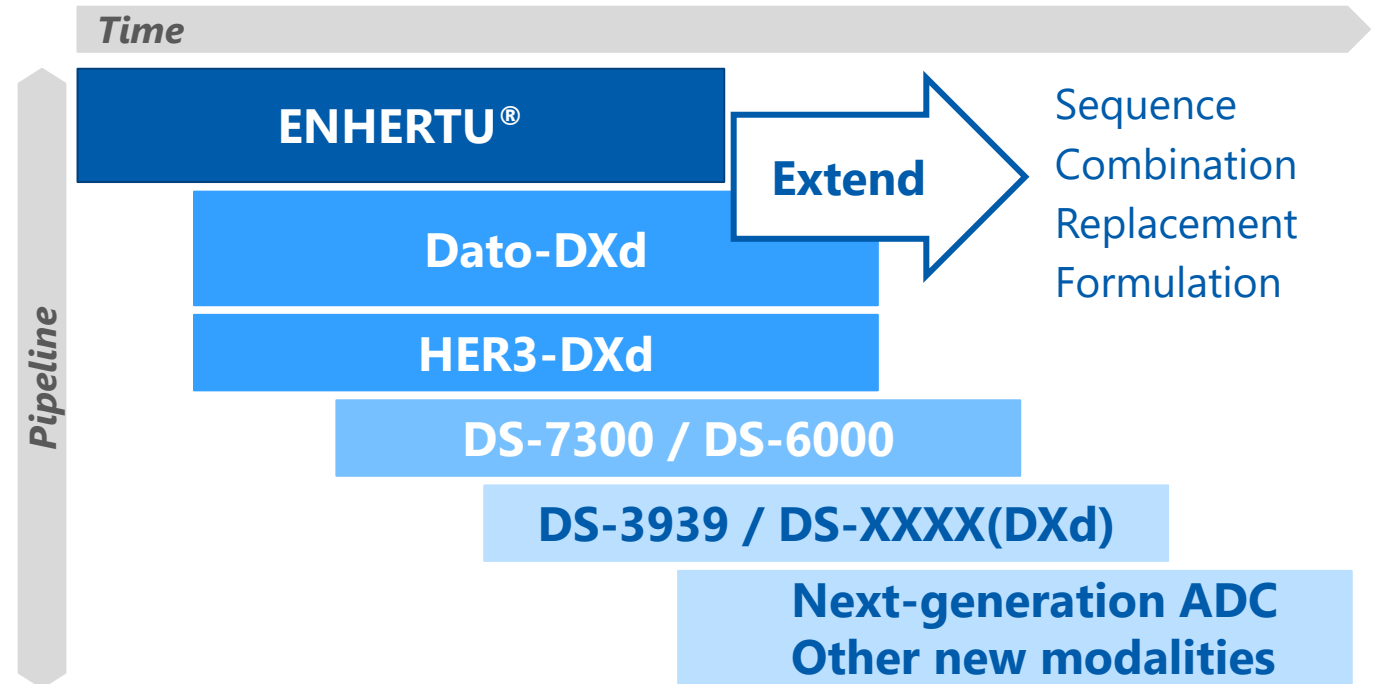 Time
Pipeline
ENHERTU®
Extend
Sequence
Combination
Replacement
Formulation
Dato-DXd
HER3-DXd
DS-7300 / DS-6000
DS-3939 / DS-XXXX(DXd)
Next-generation ADC
Other new modalities